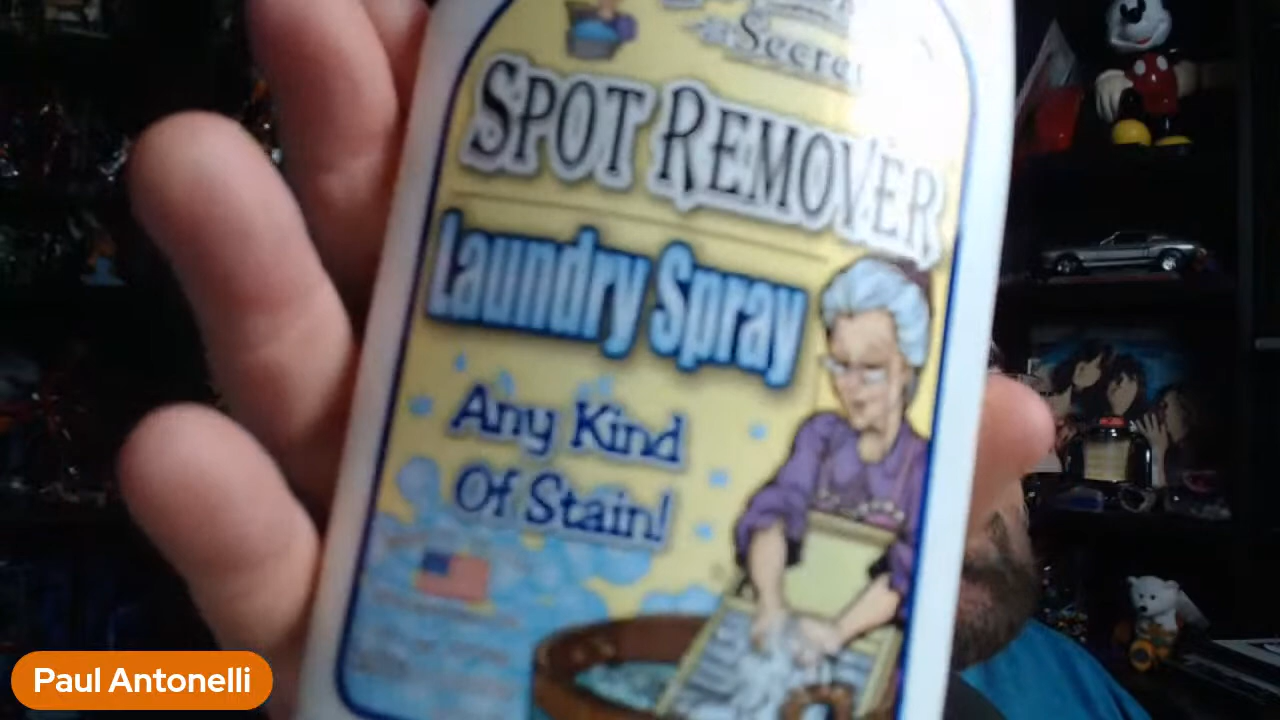 Secret
SPOT REMOVER
Laundry Spray
Any Kind
Of Stain!
Paul Antonelli